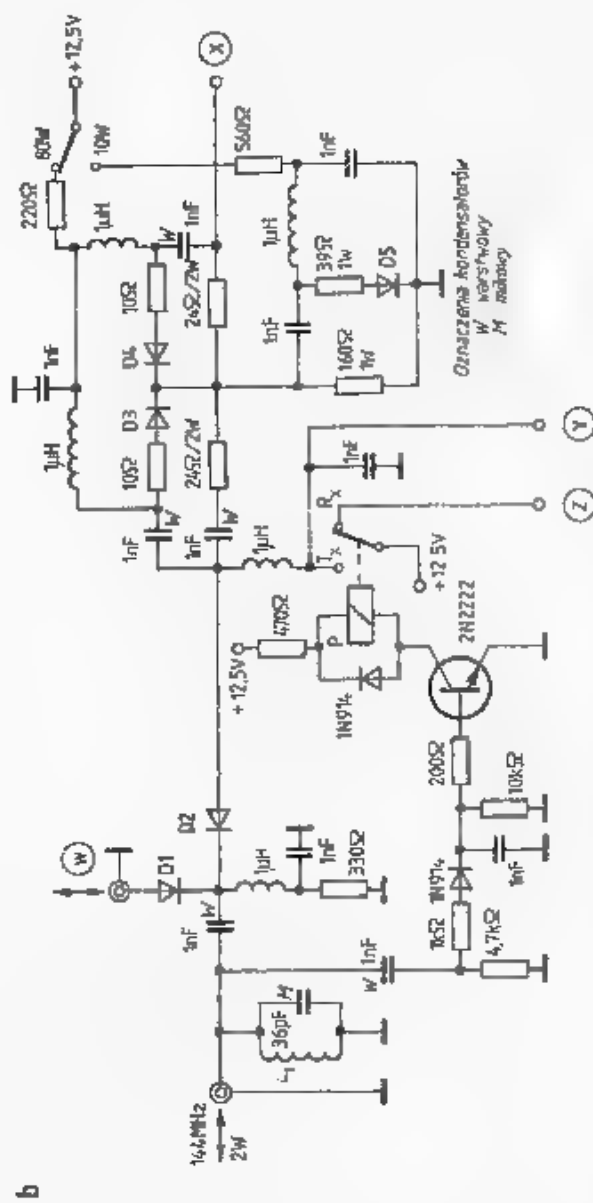 b
144MHz
2W
L1
36pF
M
1nF
W
W
D1
1nF
W
1kΩ
4,7kΩ
1N914
1nF
200Ω
10kΩ
2N2222
D2
1μH
1nF
330Ω
+12,5V
470Ω
1N914
P
Tx
Rx
+12,5V
Z
Y
1nF
1μH
1nF
W
1nF
W
1μH
1nF
10Ω
D3
D4
10Ω
24Ω/2W
24Ω/2W
1μH
W
1nF
220Ω
80W
10W
+12,5V
X
560Ω
1nF
1μH
39Ω
1W
D5
1nF
160Ω
1W
Oznaczenia kondensatorów
W warstwowy
M mikowy